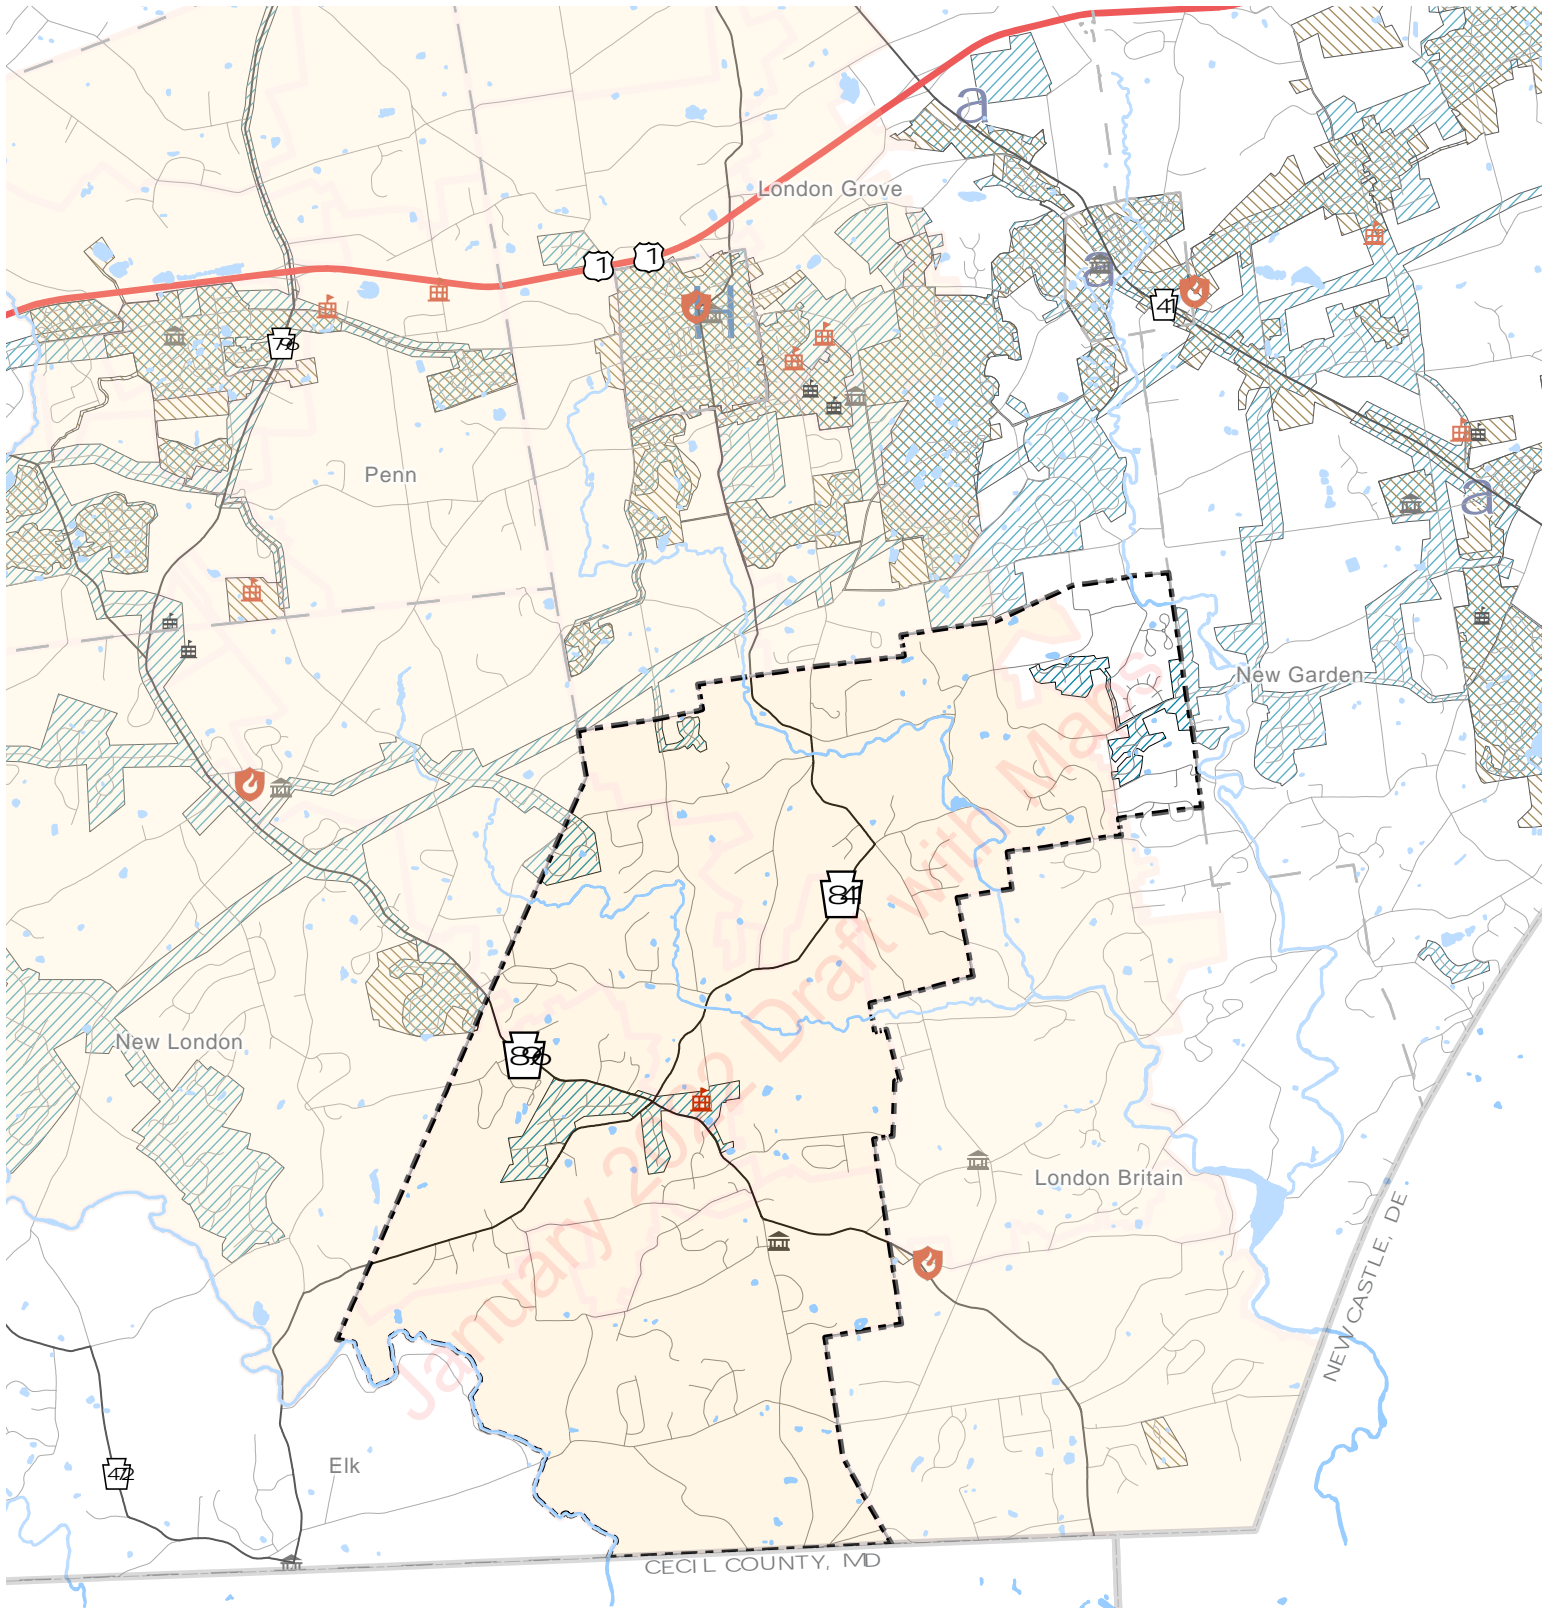 a
London Grove
1
1
H
a
41
796
Penn
a
New Garden
841
New London
896
January 2022 Draft with Maps
London Britain
NEW CASTLE, DE
Elk
472
CECIL COUNTY, MD